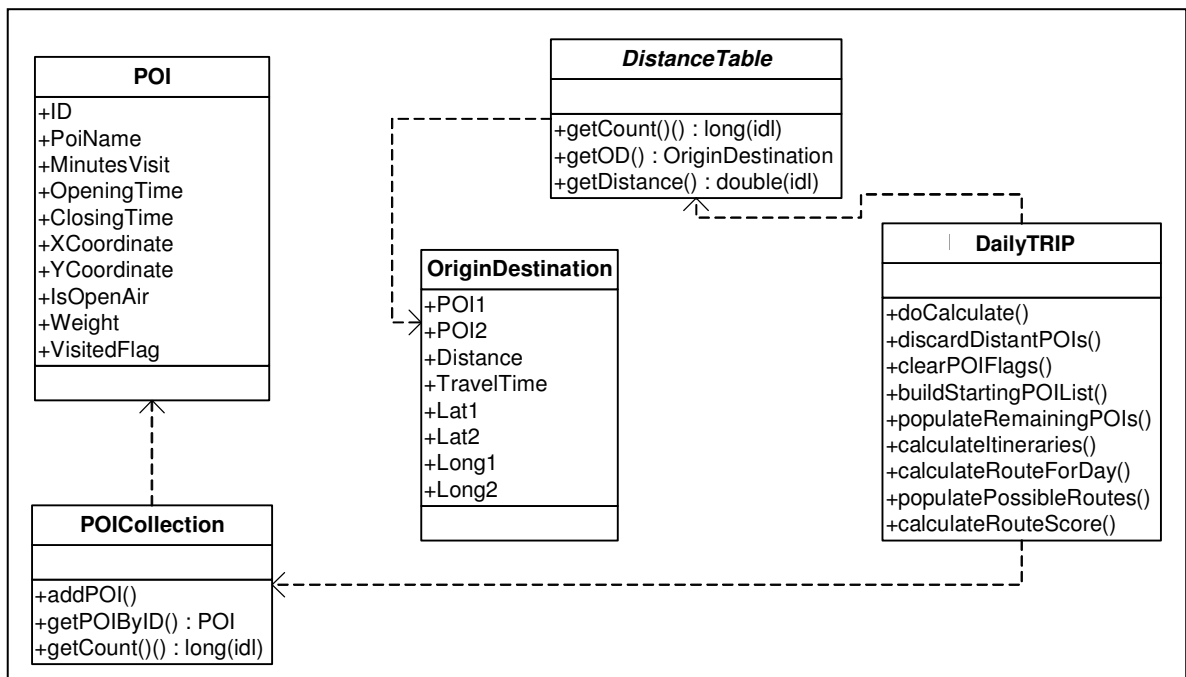 POI
+ID
+PoiName
+MinutesVisit
+OpeningTime
+ClosingTime
+XCoordinate
+YCoordinate
+IsOpenAir
+Weight
+VisitedFlag
DistanceTable
+getCount()() : long(idl)
+getOD() : OriginDestination
+getDistance() : double(idl)
OriginDestination
+POI1
+POI2
+Distance
+TravelTime
+Lat1
+Lat2
+Long1
+Long2
DailyTRIP
+doCalculate()
+discardDistantPOIs()
+clearPOIFlags()
+buildStartingPOIList()
+populateRemainingPOIs()
+calculateItineraries()
+calculateRouteForDay()
+populatePossibleRoutes()
+calculateRouteScore()
POICollection
+addPOI()
+getPOIByID() : POI
+getCount()() : long(idl)